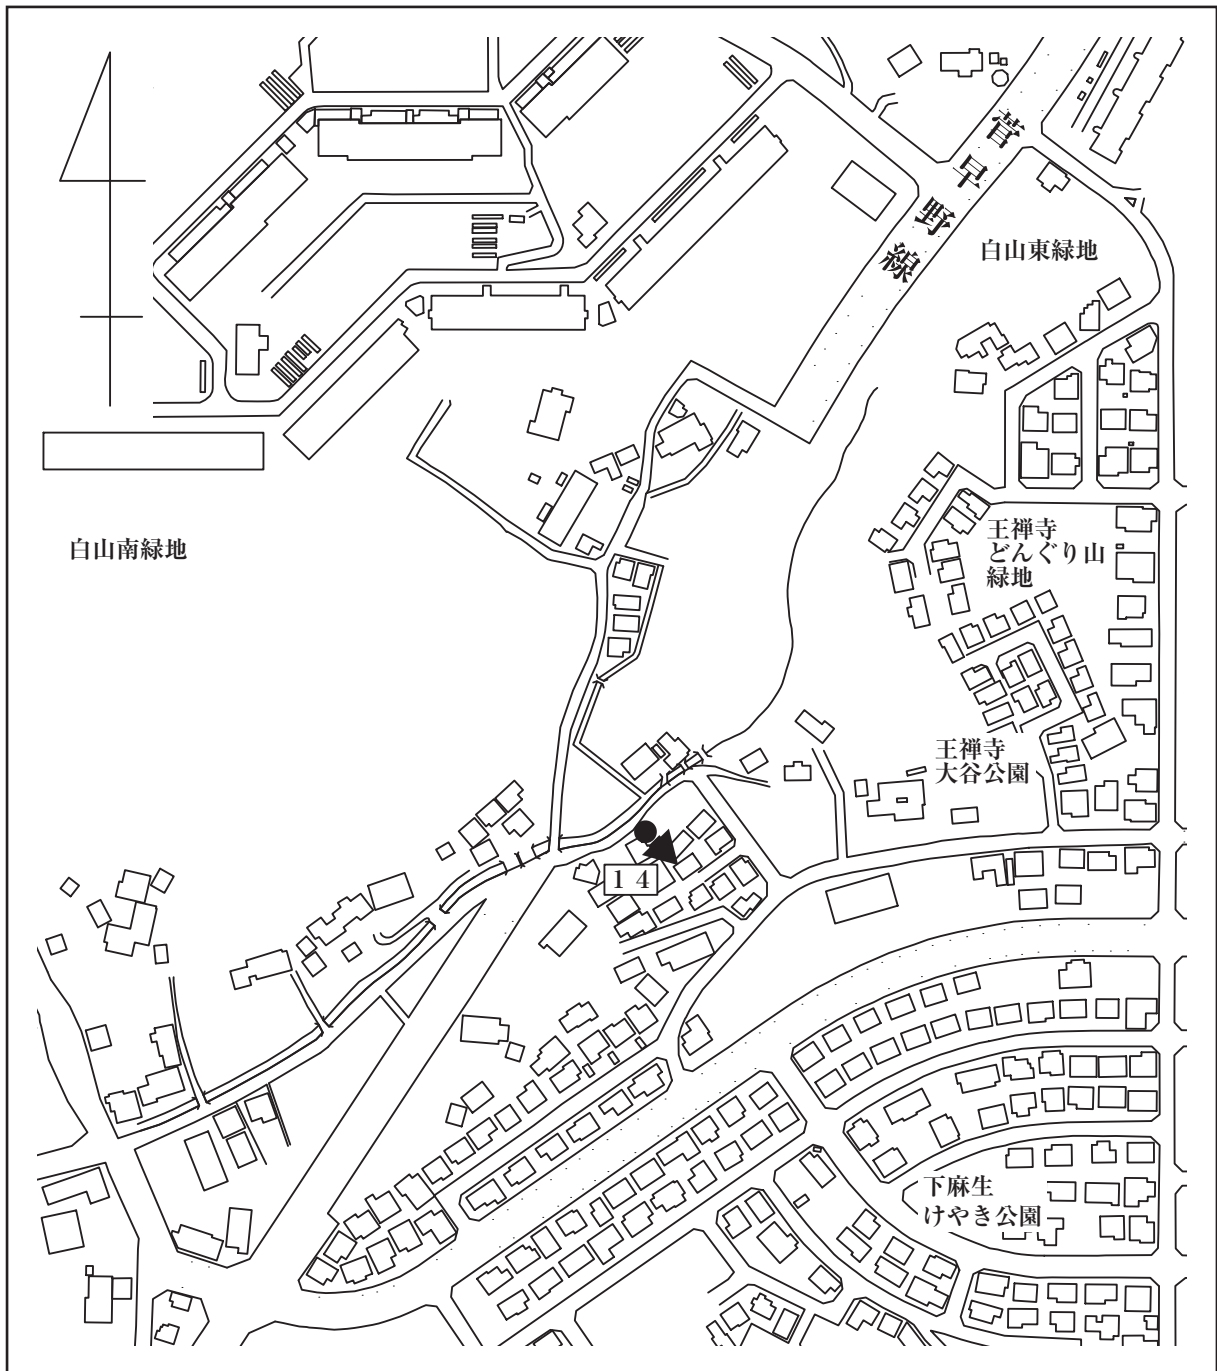 菅早野線
白山東緑地
白山南緑地
王禅寺
どんぐり山
緑地
王禅寺
大谷公園
１４
下麻生
けやき公園